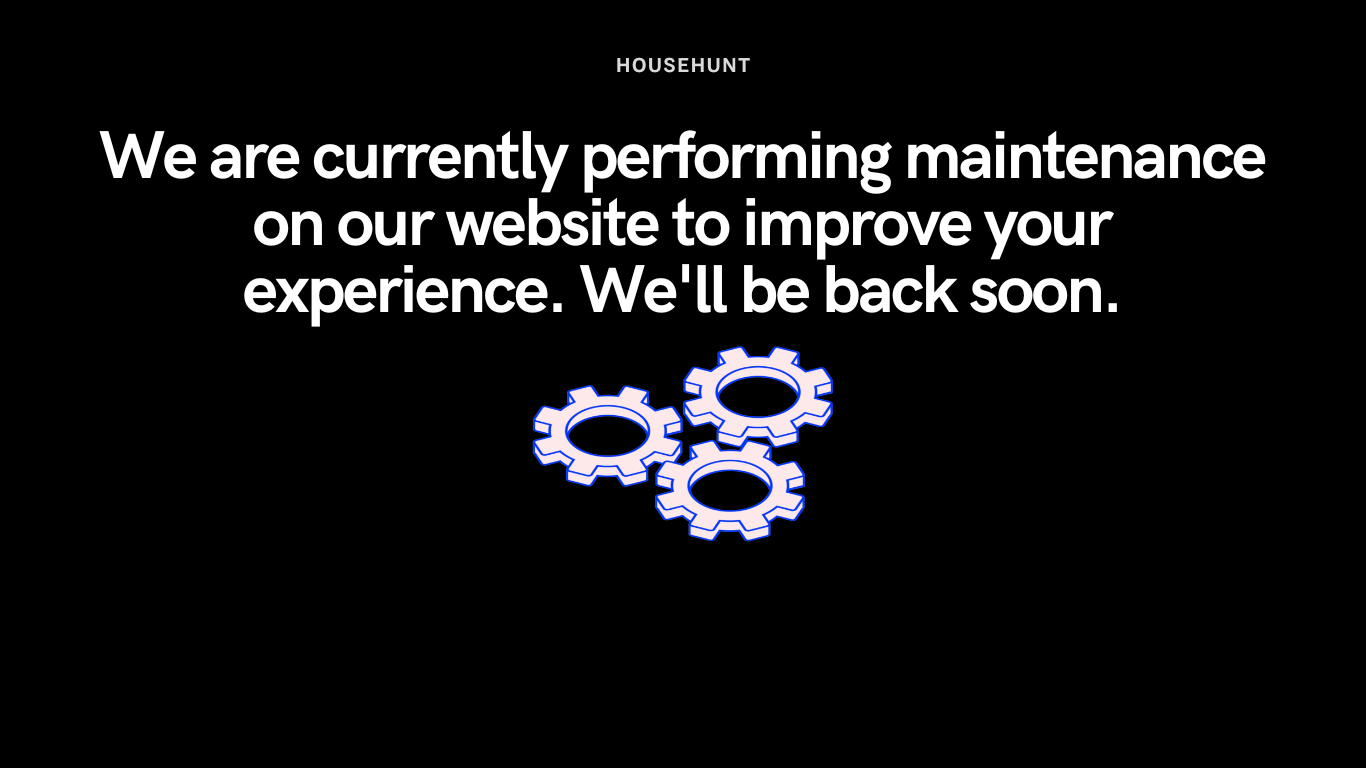 HOUSEHUNT
We are currently performing maintenance
on our website to improve your
experience. We'll be back soon.